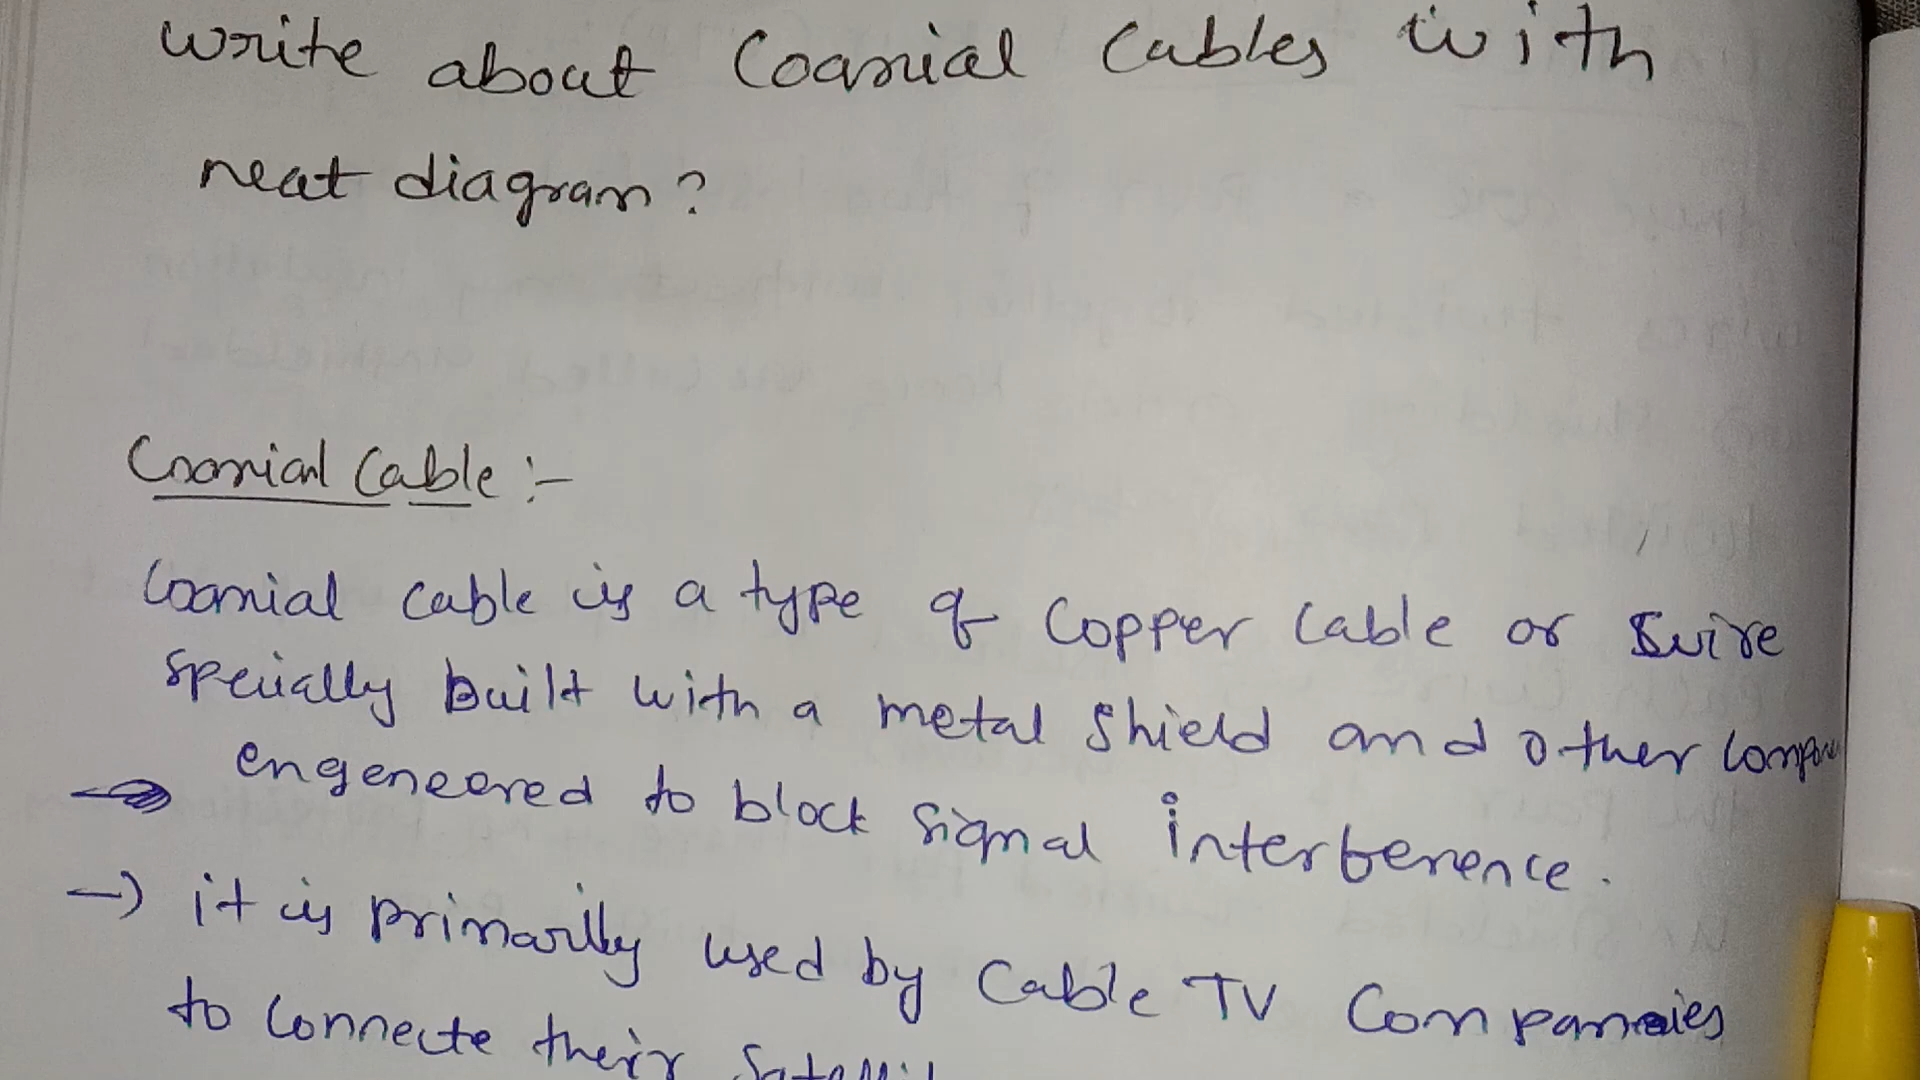 write about Coaxial Cables with
neat diagram?
Coaxial Cable :-
Coaxial cable is a type of Copper Cable or wire
specially built with a metal shield and other
engeneered to block signal interference.
→ it is primarily used by Cable TV Companies
to connecte their